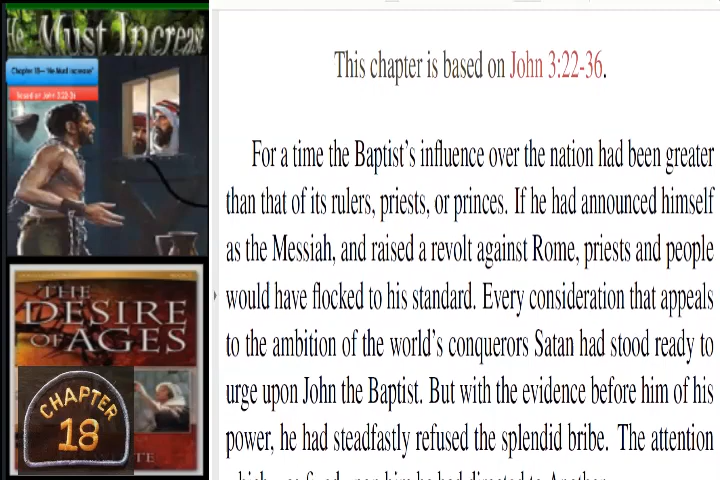 He Must Increase
Chapter 18—"He Must Increase"
Based on John 3:22-36
THE
DESIRE
OF AGES
CHAPTER
18
This chapter is based on John 3:22-36.
For a time the Baptist's influence over the nation had been greater
than that of its rulers, priests, or princes. If he had announced himself
as the Messiah, and raised a revolt against Rome, priests and people
would have flocked to his standard. Every consideration that appeals
to the ambition of the world's conquerors Satan had stood ready to
urge upon John the Baptist. But with the evidence before him of his
power, he had steadfastly refused the splendid bribe. The attention